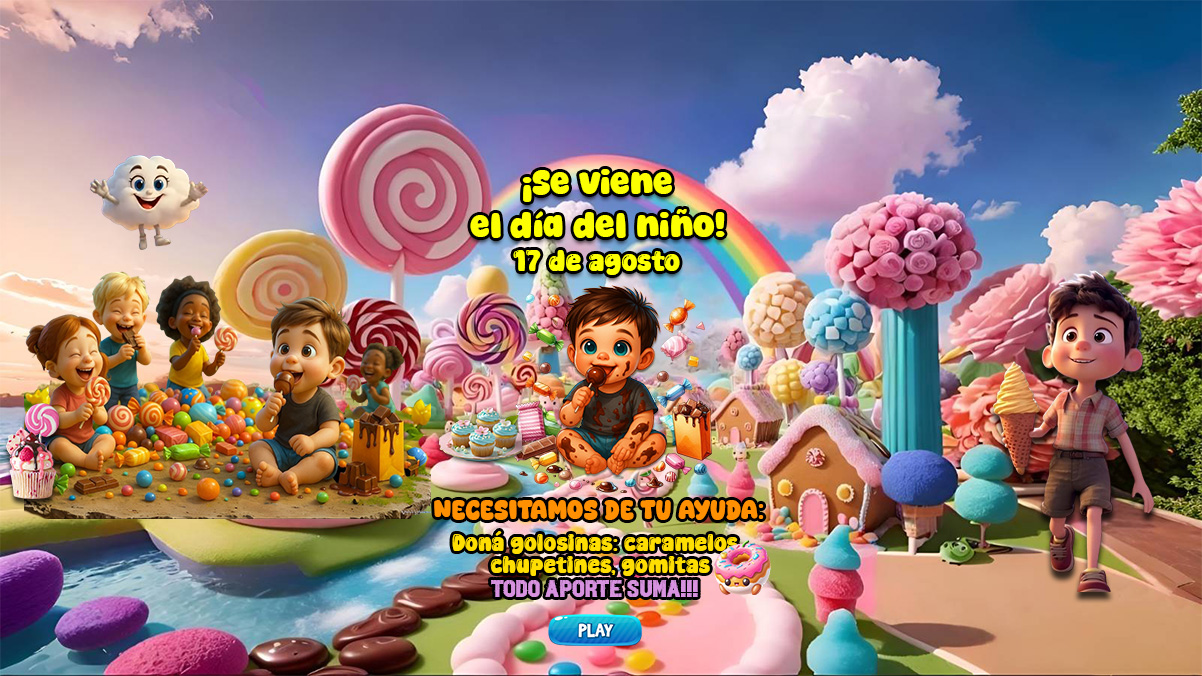 ¡Se viene
el día del niño!
17 de agosto
NECESITAMOS DE TU AYUDA:
Doná golosinas: caramelos,
chupetines, gomitas
TODO APORTE SUMA!!!
PLAY